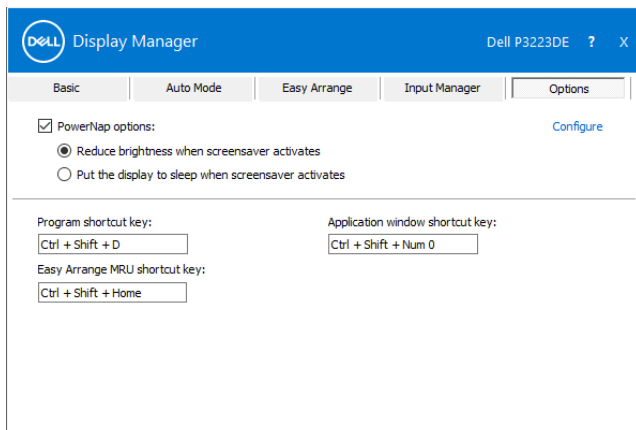 DELL Display Manager Dell P3223DE ? X
Basic Auto Mode Easy Arrange Input Manager Options
PowerNap options: Configure
Reduce brightness when screensaver activates
Put the display to sleep when screensaver activates
Program shortcut key: Application window shortcut key:
Ctrl + Shift + D Ctrl + Shift + Num 0
Easy Arrange MRU shortcut key:
Ctrl + Shift + Home